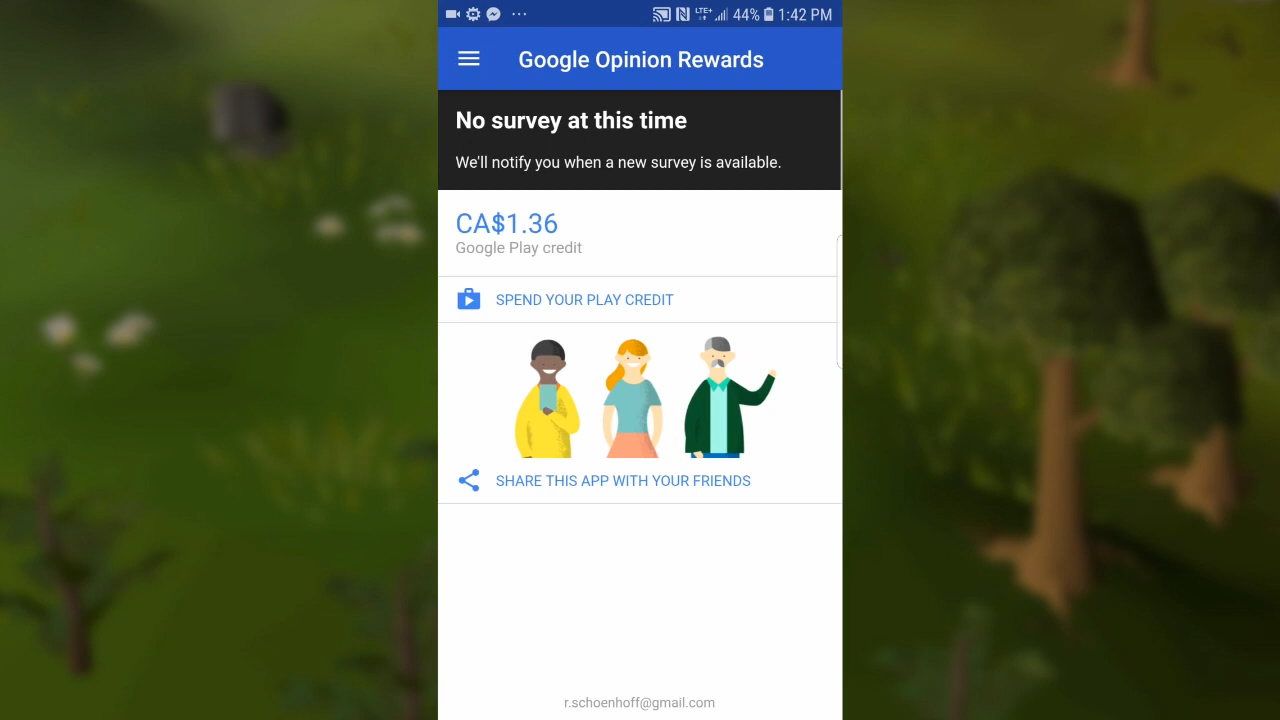 LTE+ 44% 1:42 PM
Google Opinion Rewards
No survey at this time
We'll notify you when a new survey is available.
CA$1.36
Google Play credit
SPEND YOUR PLAY CREDIT
SHARE THIS APP WITH YOUR FRIENDS
r.schoenhoff@gmail.com